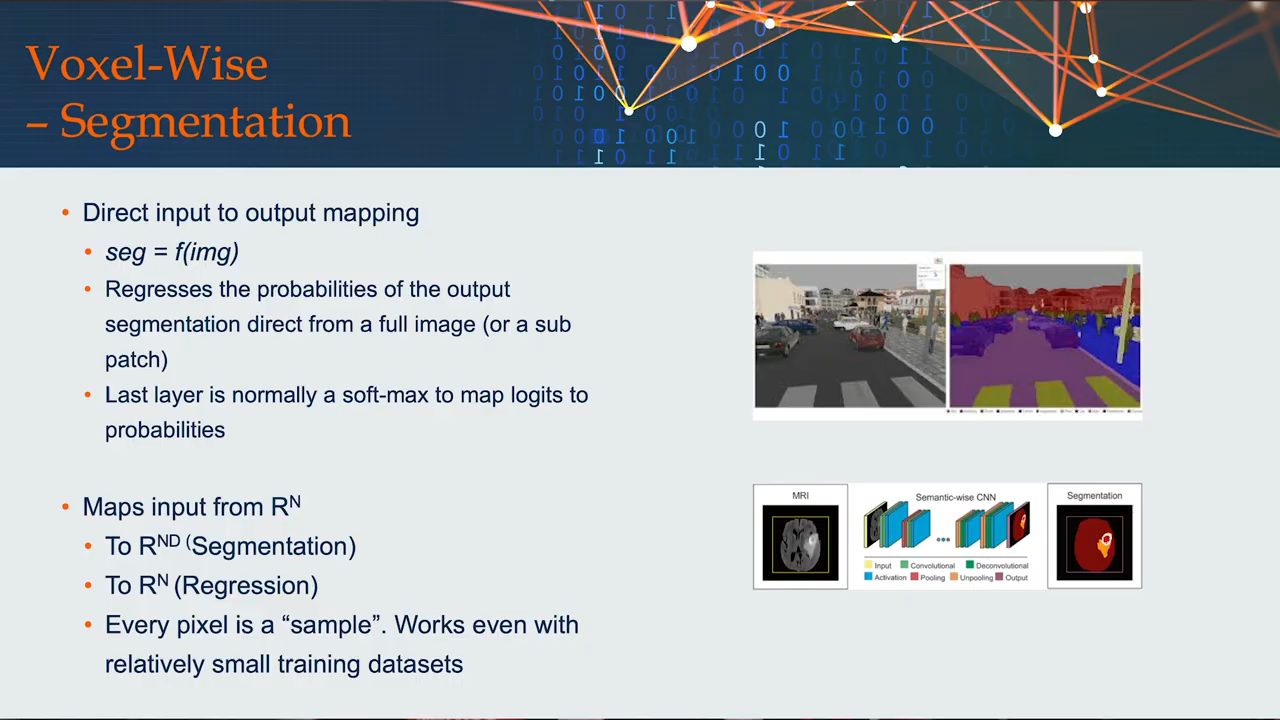 Voxel-Wise
– Segmentation
• Direct input to output mapping
• seg = f(img)
• Regresses the probabilities of the output
segmentation direct from a full image (or a sub
patch)
• Last layer is normally a soft-max to map logits to
probabilities
• Maps input from R^N
• To R^ND (Segmentation)
• To R^N (Regression)
• Every pixel is a “sample”. Works even with
relatively small training datasets
MRI
Semantic-wise CNN
Segmentation
Input Convolutional Deconvolutional
Activation Pooling Unpooling Output